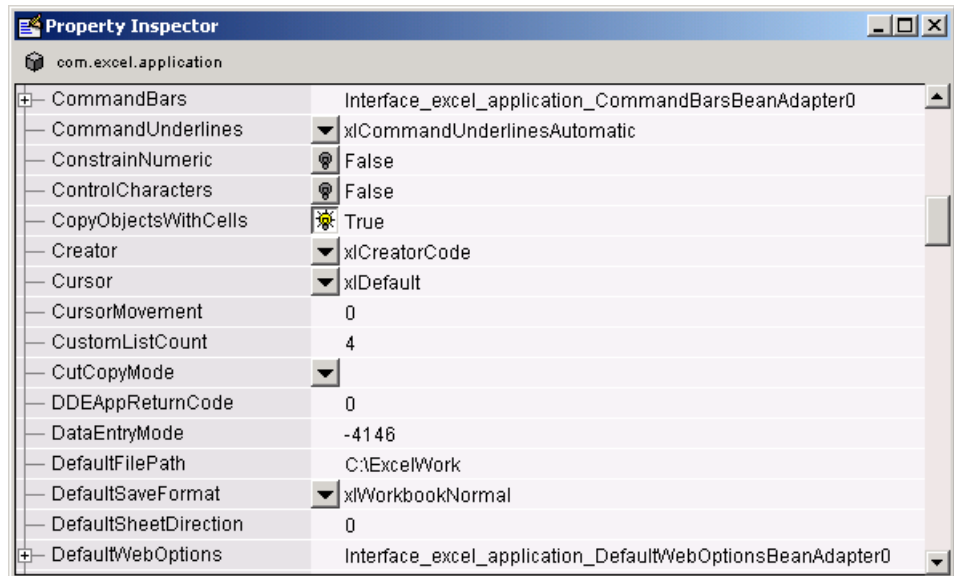 Property Inspector
com.excel.application
CommandBars Interface_excel_application_CommandBarsBeanAdapter0
CommandUnderlines xlCommandUnderlinesAutomatic
ConstrainNumeric False
ControlCharacters False
CopyObjectsWithCells True
Creator xlCreatorCode
Cursor xlDefault
CursorMovement 0
CustomListCount 4
CutCopyMode
DDEAppReturnCode 0
DataEntryMode -4146
DefaultFilePath C:\ExcelWork
DefaultSaveFormat xlWorkbookNormal
DefaultSheetDirection 0
DefaultWebOptions Interface_excel_application_DefaultWebOptionsBeanAdapter0